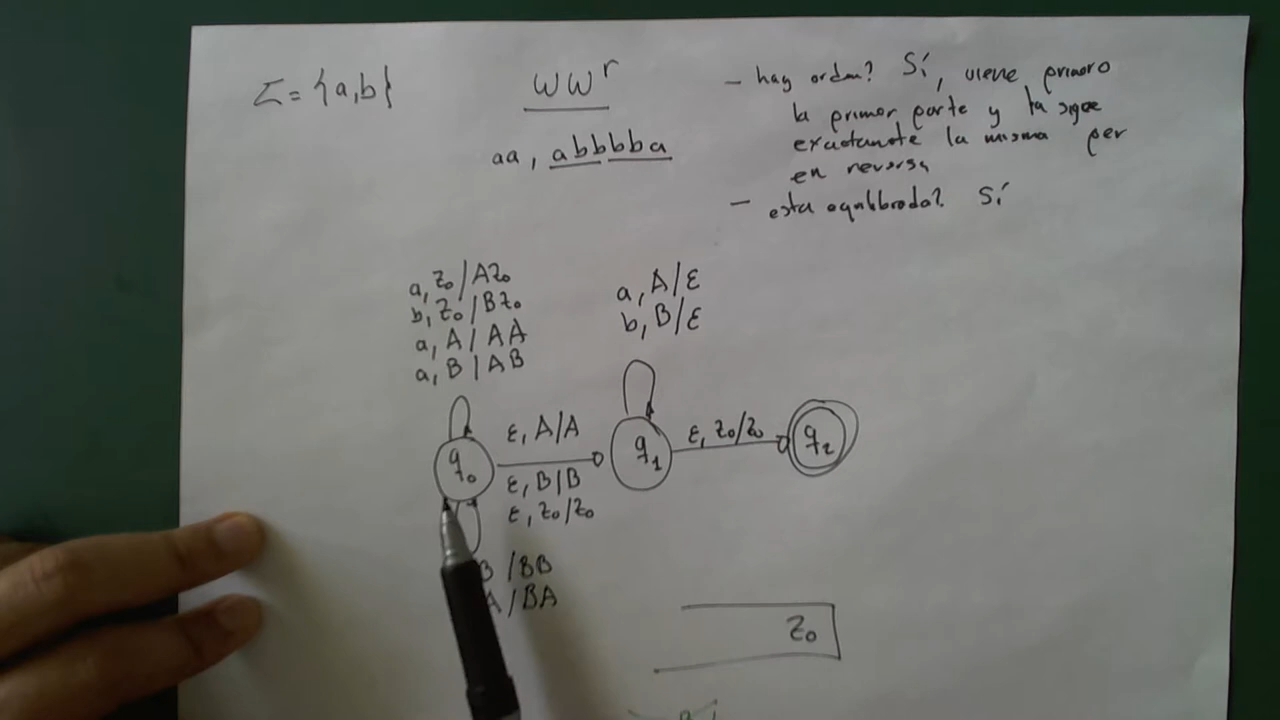 Σ = {a,b}
ww^r
aa, abbbba
- hay orden? Sí, viene primero
la primer parte y la sigue
exactamente la misma per
en reversa
- esta equilibrado? Sí
a, z₀/Az₀
b, z₀/Bz₀
a, A/AA
a, B/AB
a, A/ε
b, B/ε
ε, A/A
q₀
ε, B/B
ε, z₀/z₀
q₁
ε, z₀/z₀
q₂
B/BB
A/BA
z₀